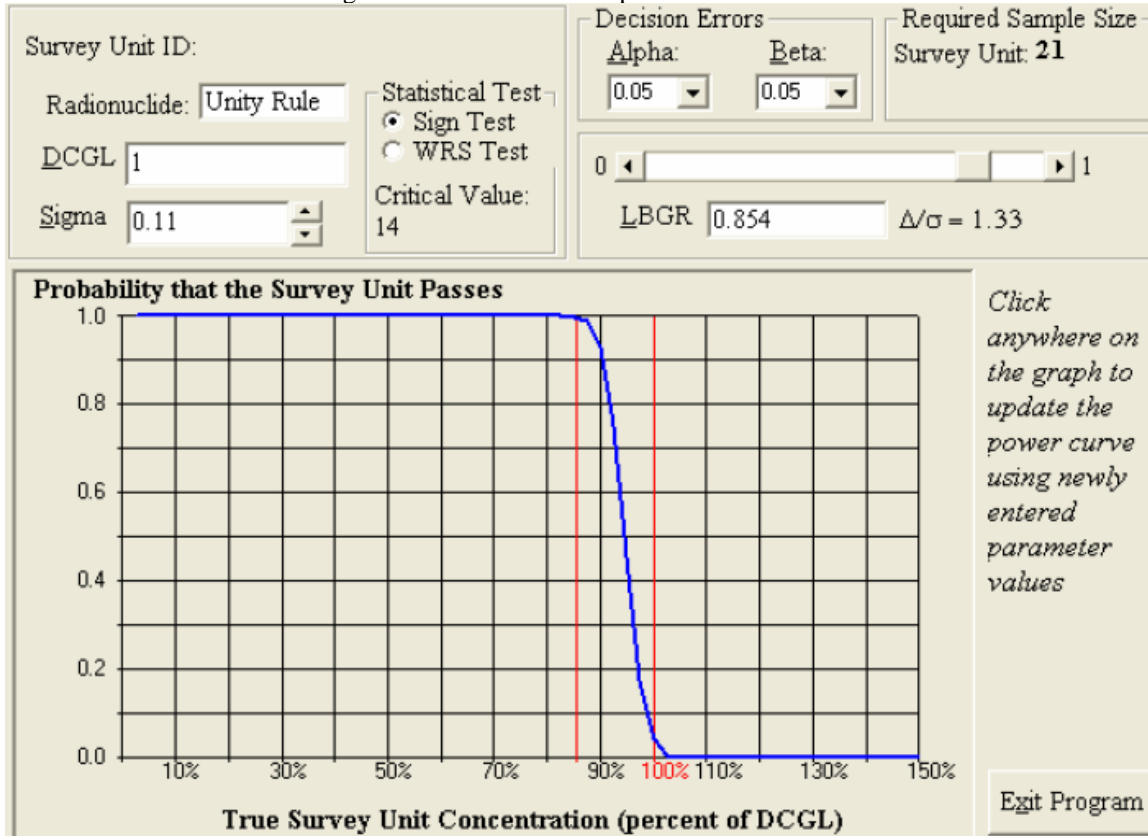 Survey Unit ID:
Radionuclide: Unity Rule
DCGL 1
Sigma 0.11
Statistical Test
Sign Test
WRS Test
Critical Value:
14
Decision Errors
Alpha: Beta:
0.05 0.05
Required Sample Size
Survey Unit: 21
0 1
LBGR 0.854 Δ/σ = 1.33
Probability that the Survey Unit Passes
1.0
0.8
0.6
0.4
0.2
0.0
10% 30% 50% 70% 90% 100% 110% 130% 150%
True Survey Unit Concentration (percent of DCGL)
Click
anywhere on
the graph to
update the
power curve
using newly
entered
parameter
values
Exit Program